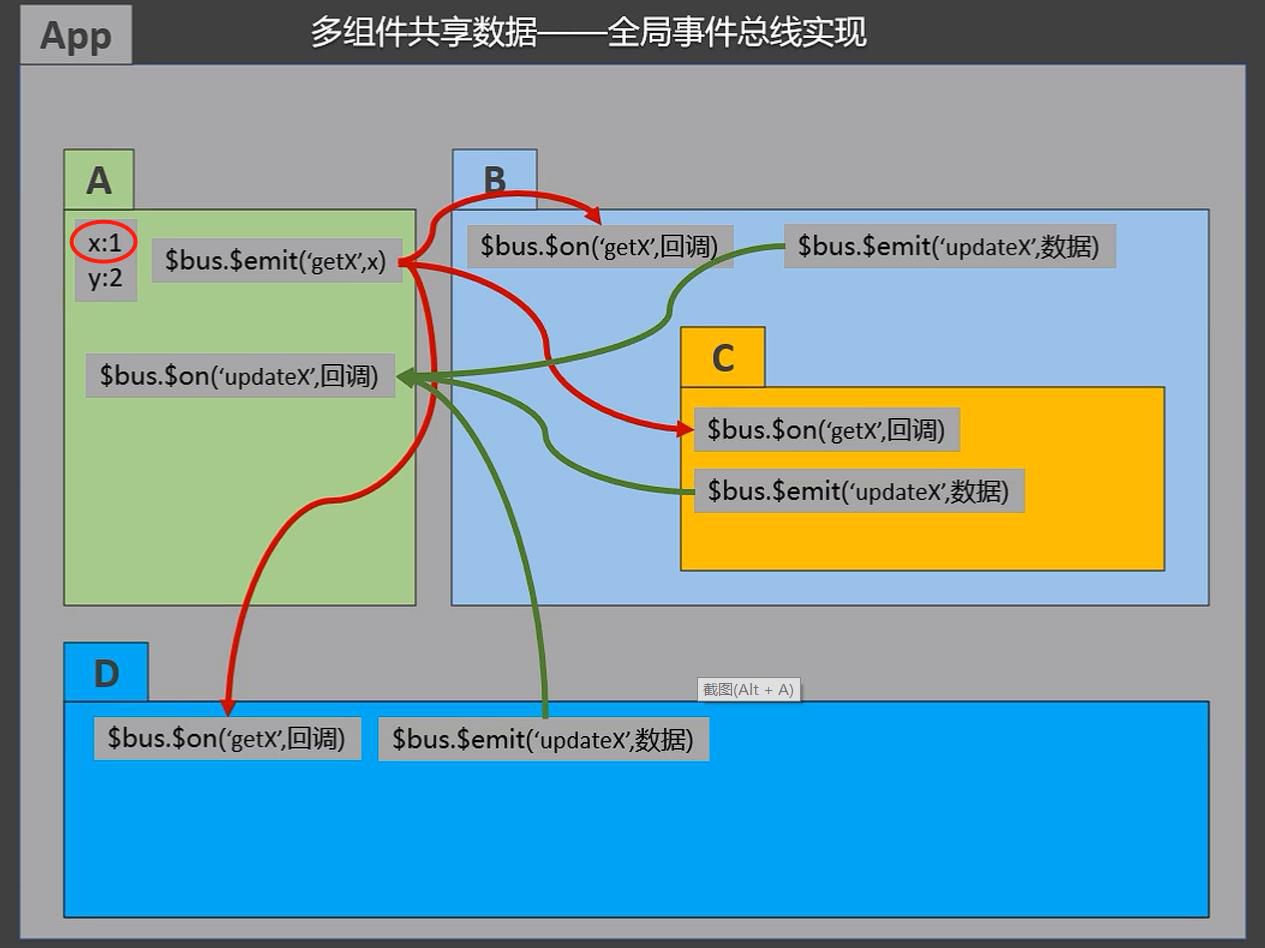 App
多组件共享数据——全局事件总线实现
A
x:1
y:2
$bus.$emit(‘getX’,x)
$bus.$on(‘updateX’,回调)
B
$bus.$on(‘getX’,回调)
$bus.$emit(‘updateX’,数据)
C
$bus.$on(‘getX’,回调)
$bus.$emit(‘updateX’,数据)
D
截图(Alt + A)
$bus.$on(‘getX’,回调)
$bus.$emit(‘updateX’,数据)